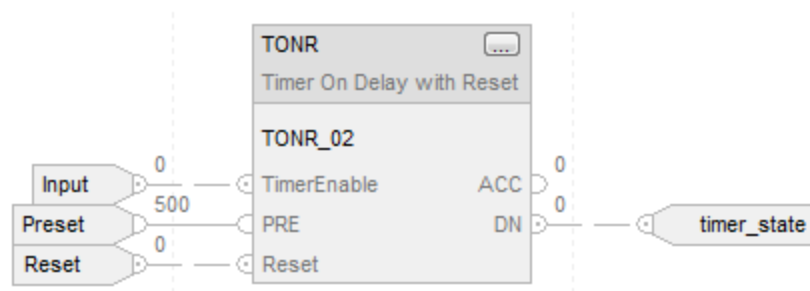 TONR ...
Timer On Delay with Reset
TONR_02
0
0
Input
TimerEnable
ACC
500
0
Preset
PRE
DN
timer_state
0
Reset
Reset